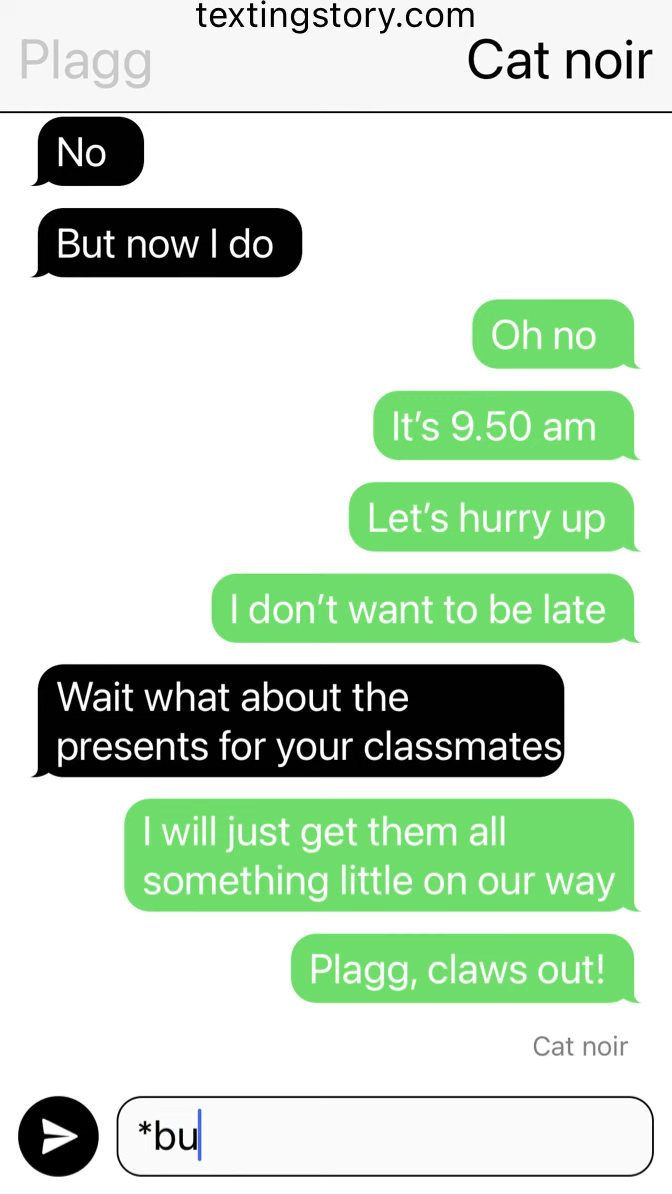 textingstory.com
Plagg
Cat noir
No
But now I do
Oh no
It's 9.50 am
Let's hurry up
I don't want to be late
Wait what about the
presents for your classmates
I will just get them all
something little on our way
Plagg, claws out!
Cat noir
*bu